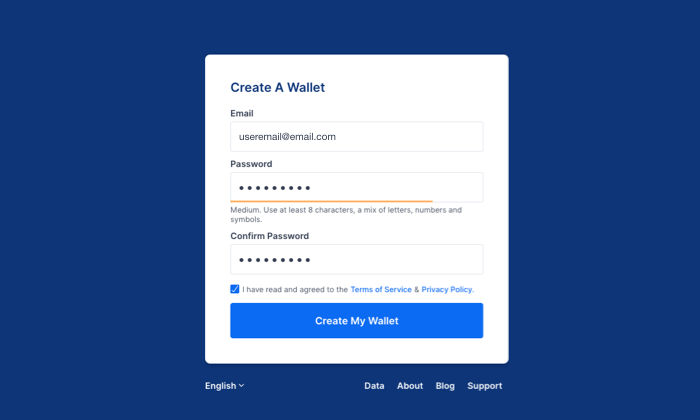 Create A Wallet
Email
useremail@email.com
Password
•••••••••
Medium. Use at least 8 characters, a mix of letters, numbers and
symbols.
Confirm Password
•••••••••
I have read and agreed to the Terms of Service & Privacy Policy.
Create My Wallet
English Data About Blog Support